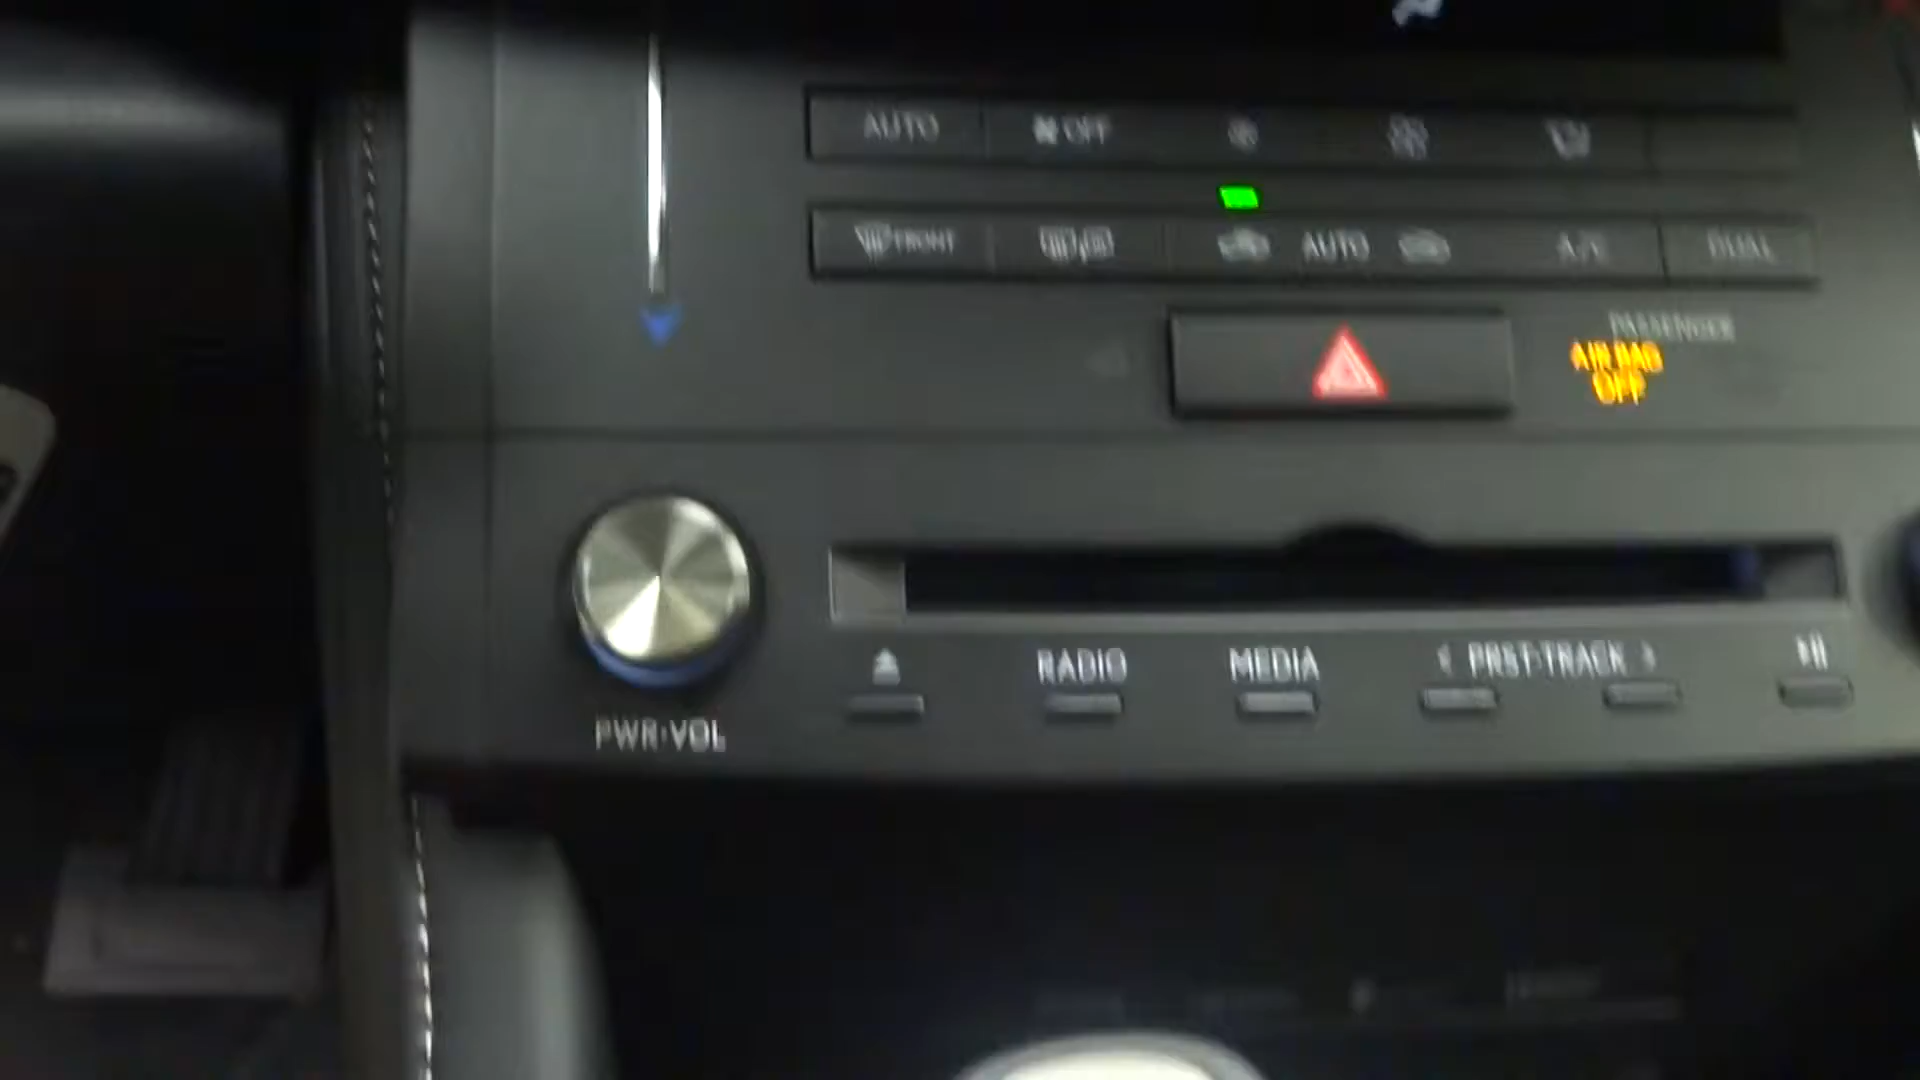 AUTO OFF
FRONT AUTO A/C DUAL
PASSENGER
AIR BAG
OFF
RADIO MEDIA PRST·TRACK
PWR·VOL